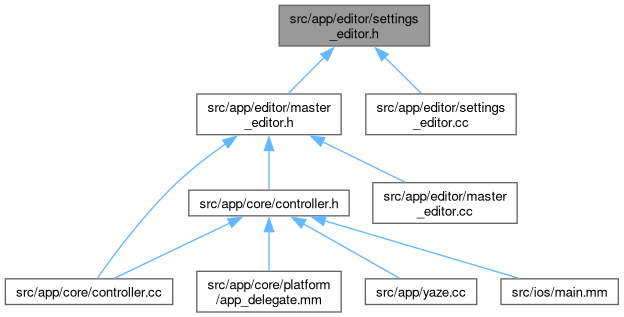 src/app/editor/settings
_editor.h
src/app/editor/master
_editor.h
src/app/editor/settings
_editor.cc
src/app/core/controller.h
src/app/editor/master
_editor.cc
src/app/core/controller.cc
src/app/core/platform
/app_delegate.mm
src/app/yaze.cc
src/ios/main.mm